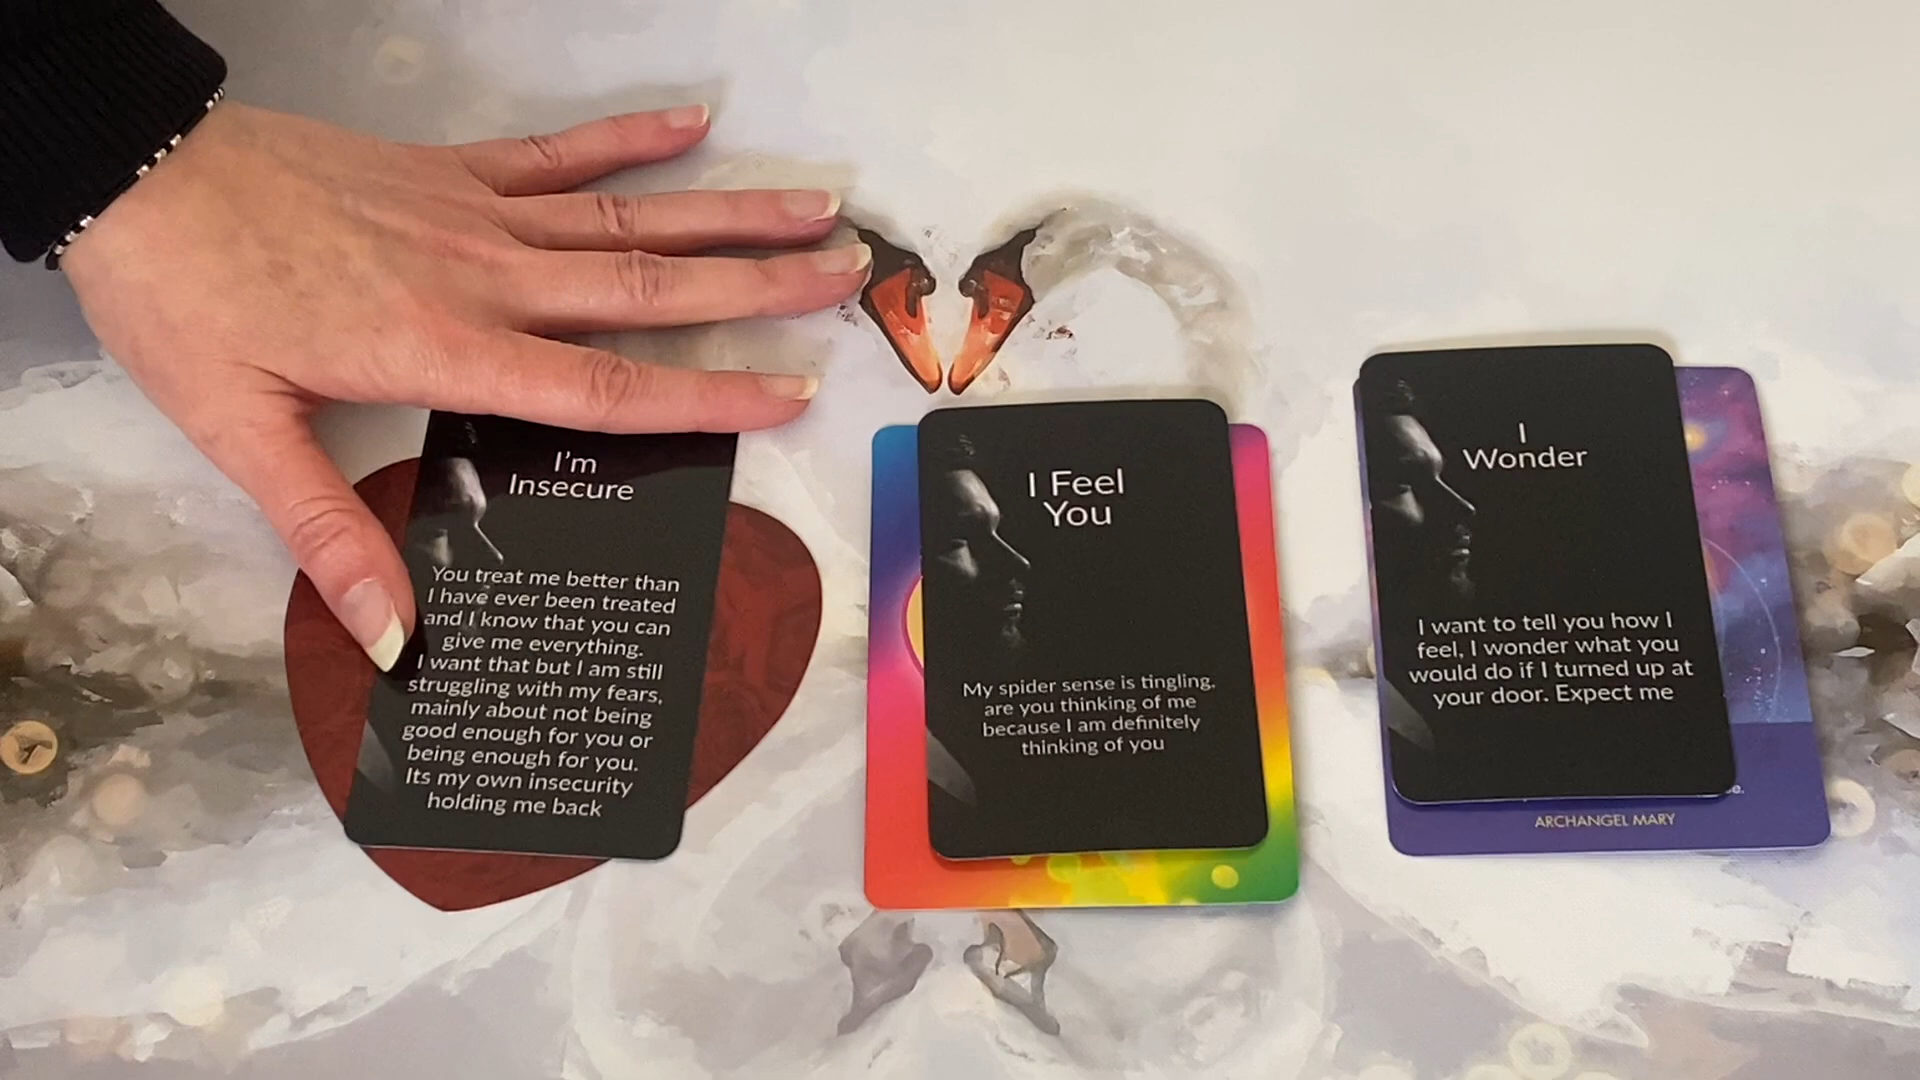 I'm
Insecure
You treat me better than
I have ever been treated
and I know that you can
give me everything.
I want that but I am still
struggling with my fears,
mainly about not being
good enough for you or
being enough for you.
Its my own insecurity
holding me back
I Feel
You
My spider sense is tingling.
are you thinking of me
because I am definitely
thinking of you
I
Wonder
I want to tell you how I
feel, I wonder what you
would do if I turned up at
your door. Expect me
ARCHANGEL MARY